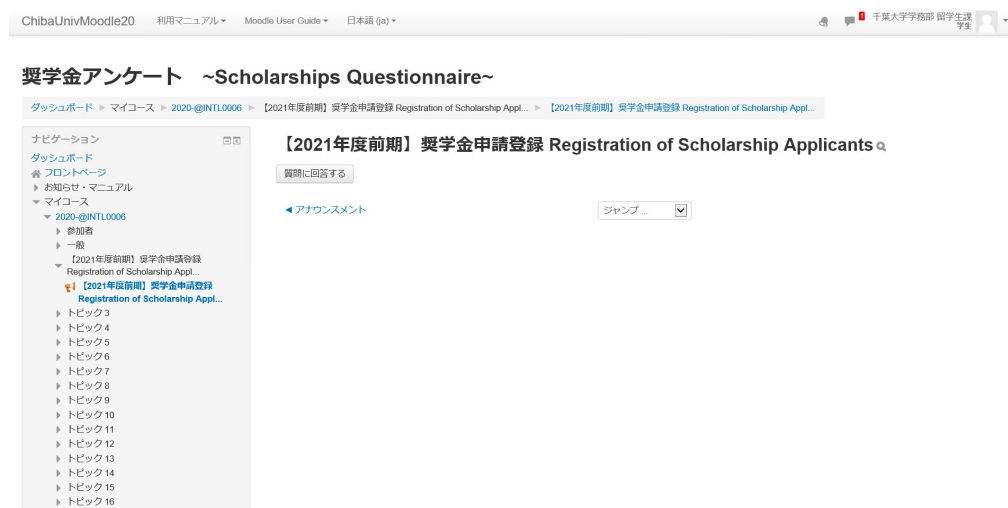 ChibaUnivMoodle20 利用マニュアル Moodle User Guide 日本語 (ja) 1 千葉大学学務部 留学生課
学生
奨学金アンケート ~Scholarships Questionnaire~
ダッシュボード マイコース 2020-@INTL0006 【2021年度前期】奨学金申請登録 Registration of Scholarship Appl... 【2021年度前期】奨学金申請登録 Registration of Scholarship Appl...
ナビゲーション
ダッシュボード
フロントページ
お知らせ・マニュアル
マイコース
2020-@INTL0006
参加者
一般
【2021年度前期】奨学金申請登録
Registration of Scholarship Appl...
【2021年度前期】奨学金申請登録
Registration of Scholarship Appl...
トピック 3
トピック 4
トピック 5
トピック 6
トピック 7
トピック 8
トピック 9
トピック 10
トピック 11
トピック 12
トピック 13
トピック 14
トピック 15
トピック 16
【2021年度前期】奨学金申請登録 Registration of Scholarship Applicants
質問に回答する
◄ アナウンスメント ジャンプ ...